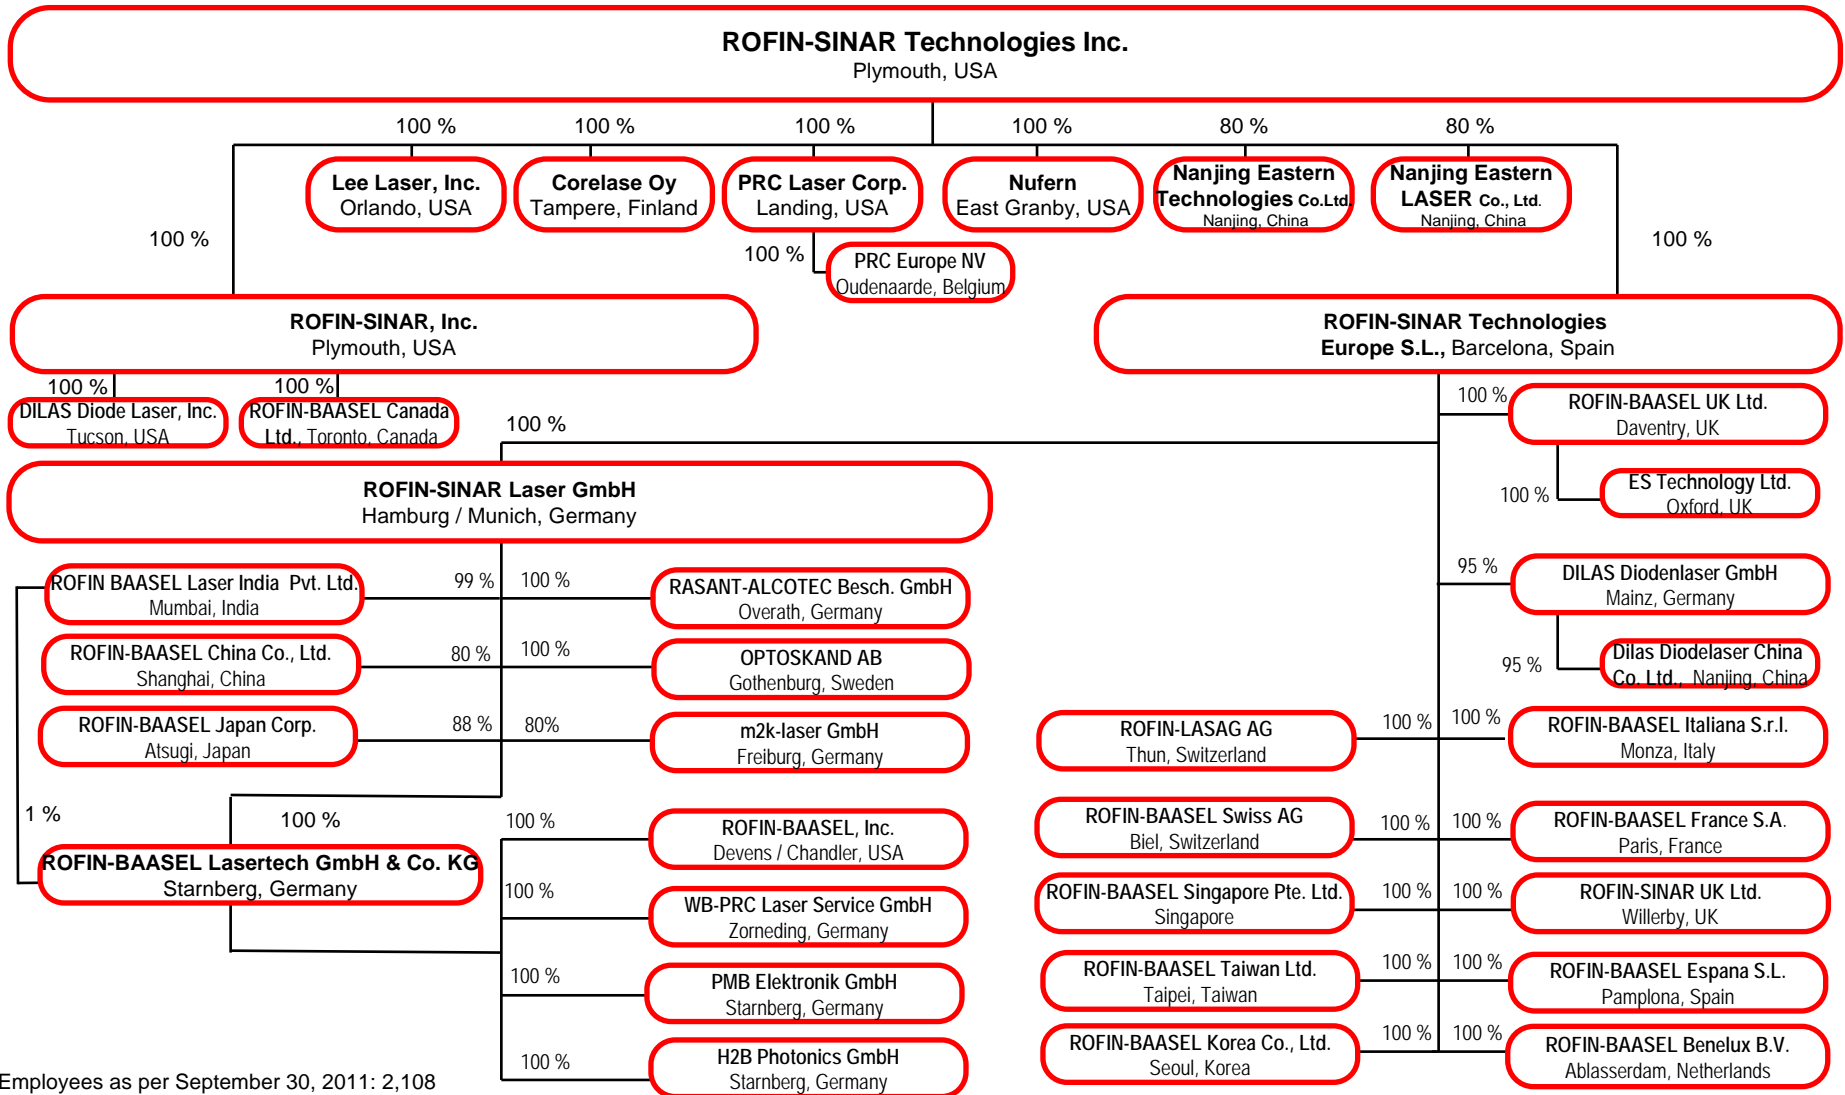 ROFIN-SINAR Technologies Inc.
Plymouth, USA
100 %
100 %
100 %
100 %
80 %
80 %
Lee Laser, Inc.
Orlando, USA
Corelase Oy
Tampere, Finland
PRC Laser Corp.
Landing, USA
Nufern
East Granby, USA
Nanjing Eastern
Technologies Co.Ltd.
Nanjing, China
Nanjing Eastern
LASER Co., Ltd.
Nanjing, China
100 %
100 %
100 %
PRC Europe NV
Oudenaarde, Belgium
ROFIN-SINAR, Inc.
Plymouth, USA
ROFIN-SINAR Technologies
Europe S.L., Barcelona, Spain
100 %
100 %
DILAS Diode Laser, Inc.
Tucson, USA
ROFIN-BAASEL Canada
Ltd., Toronto, Canada
100 %
100 %
ROFIN-BAASEL UK Ltd.
Daventry, UK
100 %
ES Technology Ltd.
Oxford, UK
ROFIN-SINAR Laser GmbH
Hamburg / Munich, Germany
ROFIN BAASEL Laser India Pvt. Ltd.
Mumbai, India
99 %
100 %
RASANT-ALCOTEC Besch. GmbH
Overath, Germany
95 %
DILAS Diodenlaser GmbH
Mainz, Germany
ROFIN-BAASEL China Co., Ltd.
Shanghai, China
80 %
100 %
OPTOSKAND AB
Gothenburg, Sweden
95 %
Dilas Diodelaser China
Co. Ltd., Nanjing, China
ROFIN-BAASEL Japan Corp.
Atsugi, Japan
88 %
80%
m2k-laser GmbH
Freiburg, Germany
ROFIN-LASAG AG
Thun, Switzerland
100 %
100 %
ROFIN-BAASEL Italiana S.r.l.
Monza, Italy
1 %
100 %
ROFIN-BAASEL Lasertech GmbH & Co. KG
Starnberg, Germany
100 %
ROFIN-BAASEL, Inc.
Devens / Chandler, USA
ROFIN-BAASEL Swiss AG
Biel, Switzerland
100 %
100 %
ROFIN-BAASEL France S.A.
Paris, France
100 %
WB-PRC Laser Service GmbH
Zorneding, Germany
ROFIN-BAASEL Singapore Pte. Ltd.
Singapore
100 %
100 %
ROFIN-SINAR UK Ltd.
Willerby, UK
100 %
PMB Elektronik GmbH
Starnberg, Germany
ROFIN-BAASEL Taiwan Ltd.
Taipei, Taiwan
100 %
100 %
ROFIN-BAASEL Espana S.L.
Pamplona, Spain
100 %
H2B Photonics GmbH
Starnberg, Germany
ROFIN-BAASEL Korea Co., Ltd.
Seoul, Korea
100 %
100 %
ROFIN-BAASEL Benelux B.V.
Ablasserdam, Netherlands
Employees as per September 30, 2011: 2,108